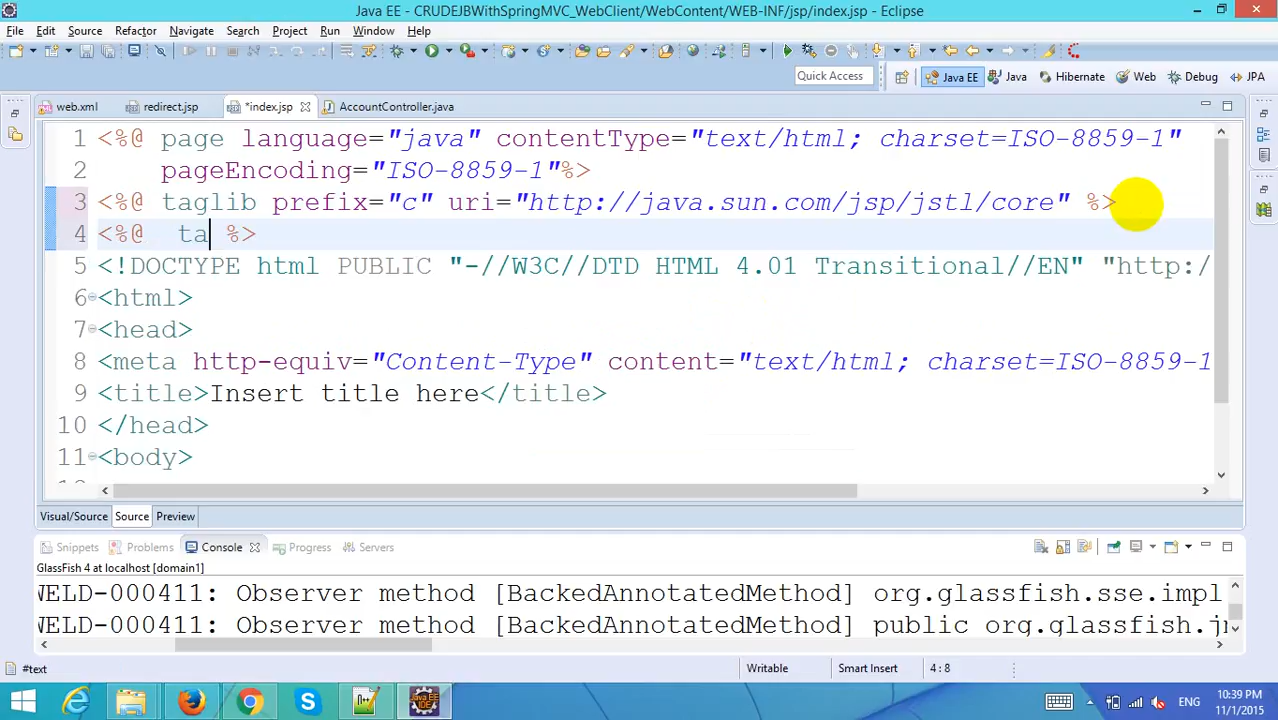 Java EE - CRUDEJBWithSpringMVC_WebClient/WebContent/WEB-INF/jsp/index.jsp - Eclipse
File Edit Source Refactor Navigate Search Project Run Window Help
Quick Access Java EE Java Hibernate Web Debug JPA
web.xml redirect.jsp *index.jsp AccountController.java
1 <%@ page language="java" contentType="text/html; charset=ISO-8859-1"
2 pageEncoding="ISO-8859-1"%>
3 <%@ taglib prefix="c" uri="http://java.sun.com/jsp/jstl/core" %>
4 <%@ ta %>
5 <!DOCTYPE html PUBLIC "-//W3C//DTD HTML 4.01 Transitional//EN" "http:/
6 <html>
7 <head>
8 <meta http-equiv="Content-Type" content="text/html; charset=ISO-8859-1
9 <title>Insert title here</title>
10 </head>
11 <body>
Visual/Source Source Preview
Snippets Problems Console Progress Servers
GlassFish 4 at localhost [domain1]
WELD-000411: Observer method [BackedAnnotatedMethod] org.glassfish.sse.impl
WELD-000411: Observer method [BackedAnnotatedMethod] public org.glassfish.jm
#text Writable Smart Insert 4 : 8
ENG
10:39 PM
11/1/2015